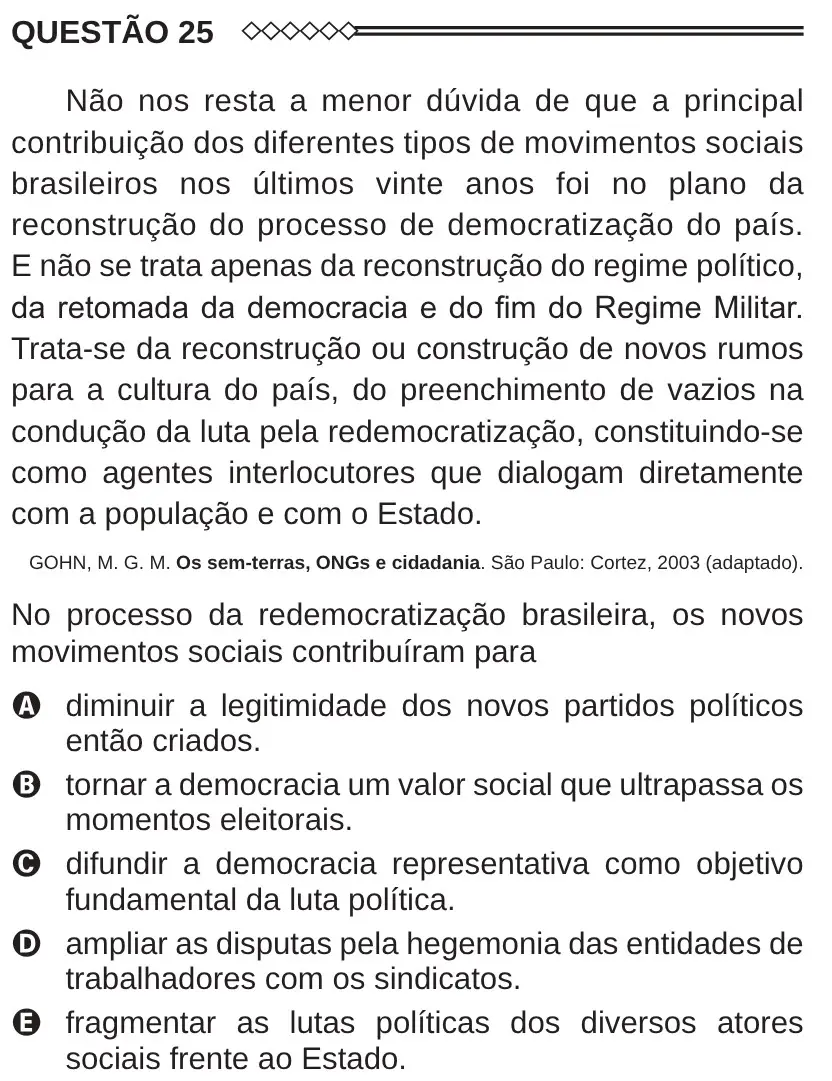 QUESTÃO 25
Não nos resta a menor dúvida de que a principal
contribuição dos diferentes tipos de movimentos sociais
brasileiros nos últimos vinte anos foi no plano da
reconstrução do processo de democratização do país.
E não se trata apenas da reconstrução do regime político,
da retomada da democracia e do fim do Regime Militar.
Trata-se da reconstrução ou construção de novos rumos
para a cultura do país, do preenchimento de vazios na
condução da luta pela redemocratização, constituindo-se
como agentes interlocutores que dialogam diretamente
com a população e com o Estado.
GOHN, M. G. M. Os sem-terras, ONGs e cidadania. São Paulo: Cortez, 2003 (adaptado).
No processo da redemocratização brasileira, os novos
movimentos sociais contribuíram para
A diminuir a legitimidade dos novos partidos políticos
então criados.
B tornar a democracia um valor social que ultrapassa os
momentos eleitorais.
C difundir a democracia representativa como objetivo
fundamental da luta política.
D ampliar as disputas pela hegemonia das entidades de
trabalhadores com os sindicatos.
E fragmentar as lutas políticas dos diversos atores
sociais frente ao Estado.